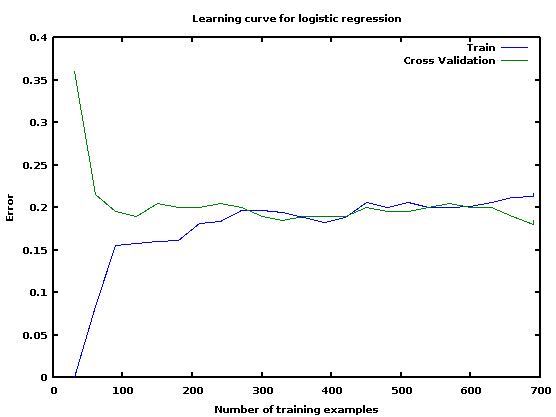 Learning curve for logistic regression
Train
Cross Validation
0.4
0.35
0.3
0.25
0.2
0.15
0.1
0.05
0
Error
0 100 200 300 400 500 600 700
Number of training examples